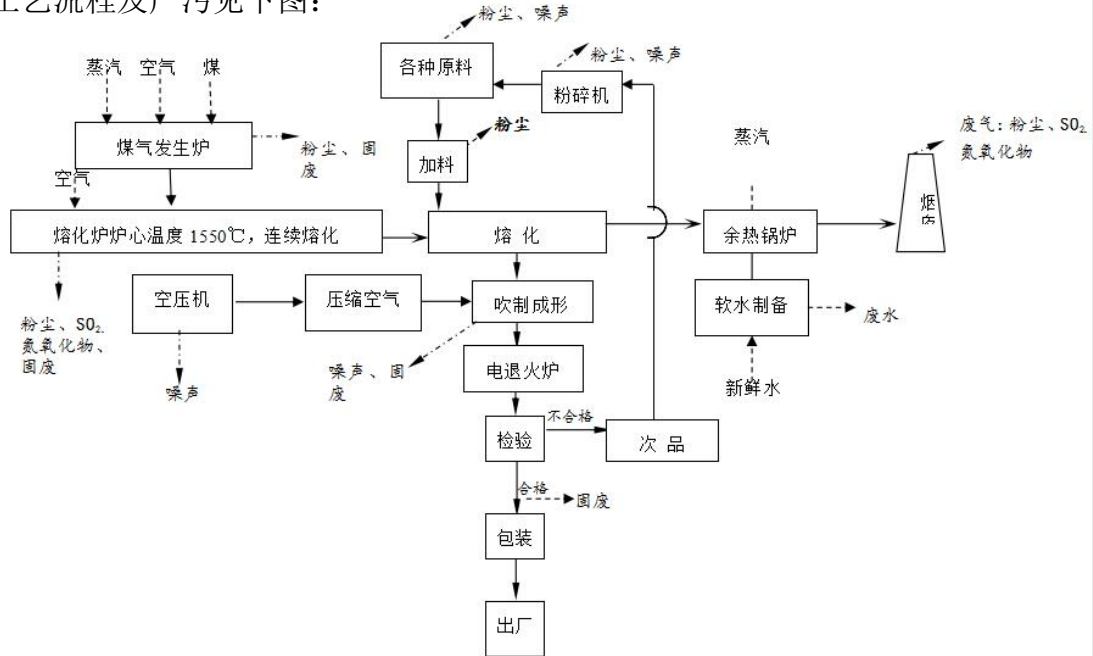 工艺流程及产污见下图：
粉尘、噪声
各种原料
粉尘、噪声
粉碎机
蒸汽 空气 煤
煤气发生炉
粉尘、固
废
粉尘
加料
空气
蒸汽
废气：粉尘、SO2、
氮氧化物
烟
熔化炉炉心温度 1550℃，连续熔化
熔 化
余热锅炉
空压机
压缩空气
吹制成形
软水制备
废水
粉尘、SO2、
氮氧化物、
固废
噪声
噪声、固
废
电退火炉
新鲜水
检验
不合格
次 品
合格
固废
包装
出厂